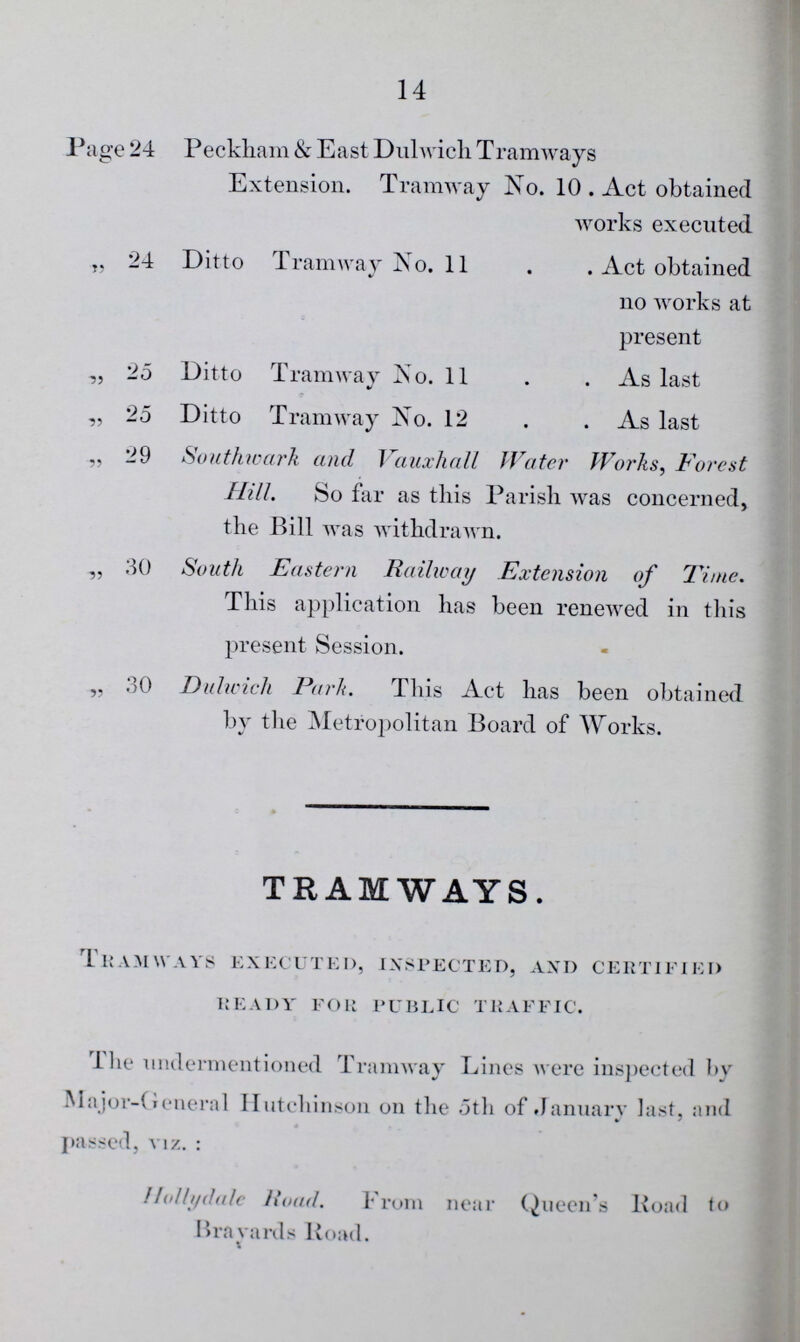 14
Page 24 Peckham & East Dulwich Tramways
Extension. Tramway No. 10 . Act obtained
works executed
„ 24 Ditto Tramway No. 11 . . Act obtained
no works at
present
„ 25 Ditto Tramway No. 11 . . As last
„ 25 Ditto Tramway No. 12 . . As last
„ 29 Southwark and Vauxhall Water Works, Forest
Hill. So far as this Parish was concerned,
the Bill was withdrawn.
„ 30 South Eastern Railway Extension of Time.
This application has been renewed in this
present Session.
„ 30 Dulwich Park. This Act has been obtained
by the Metropolitan Board of Works.
TRAMWAYS.
Tramways executed, inspected, and certified
ready for public traffic.
The undermentioned Tramway Lines were inspected by
Major-General Hutchinson on the 5th of January last, and
passed, viz. :
Hollydale Road. From near Queen's Road to
Brayards Road.